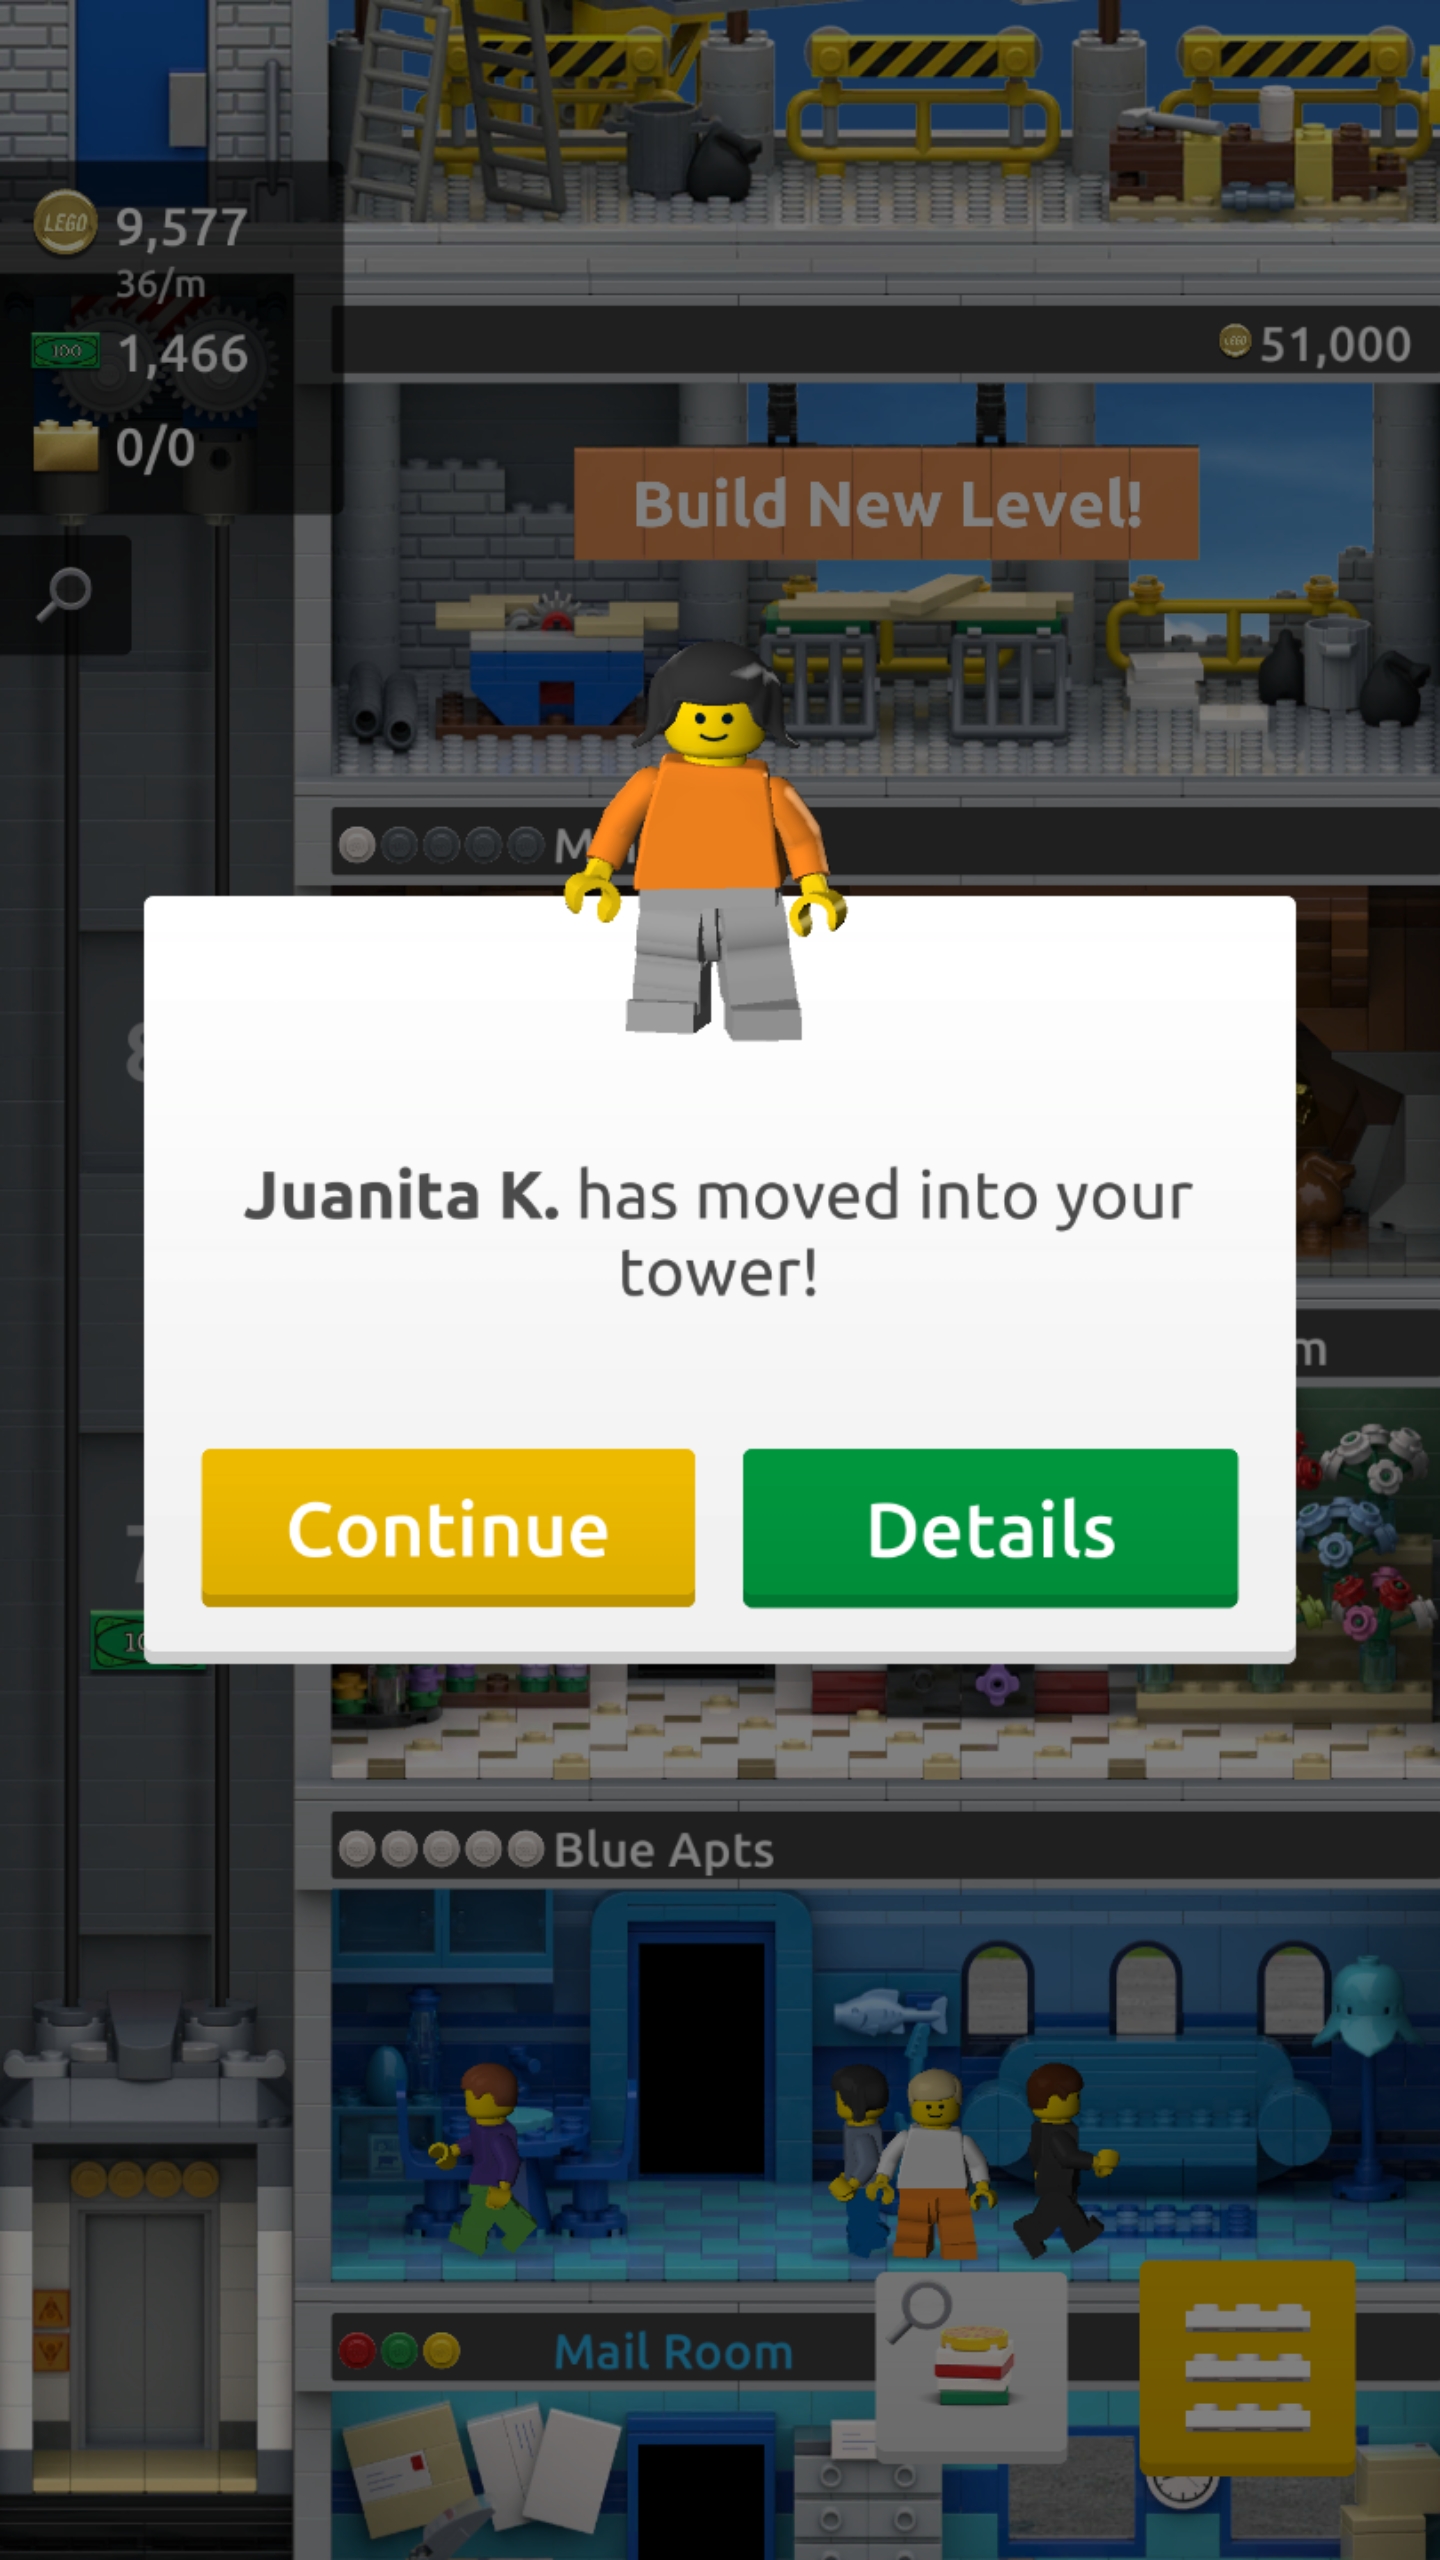 LEGO 9,577
36/m
LEGO 51,000
100 1,466
0/0
Build New Level!
Juanita K. has moved into your
tower!
Continue
Details
Blue Apts
Mail Room